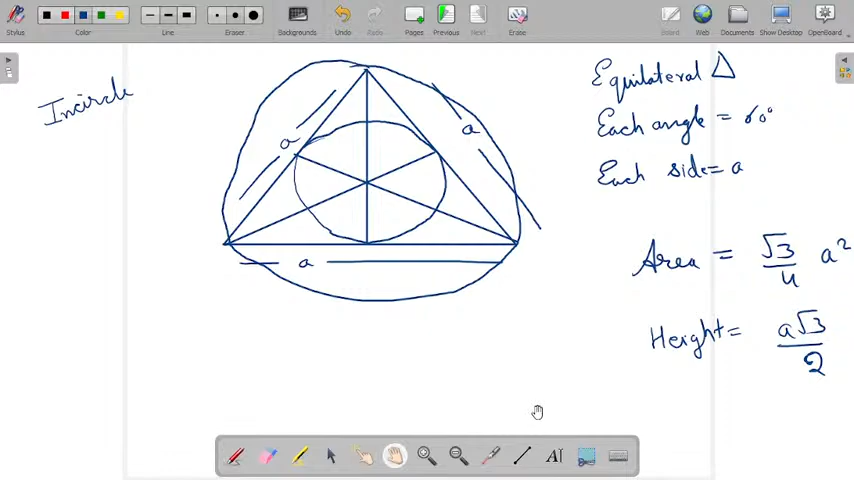 Color
Line
Eraser
Backgrounds
Undo
Redo
Pages
Previous
Next
Erase
Board
Web
Documents
Show Desktop
OpenBoard
Stylus
Incircle
a
a
a
Equilateral Δ
Each angle = 60°
Each side = a
Area = √3/4 a²
Height = a√3/2